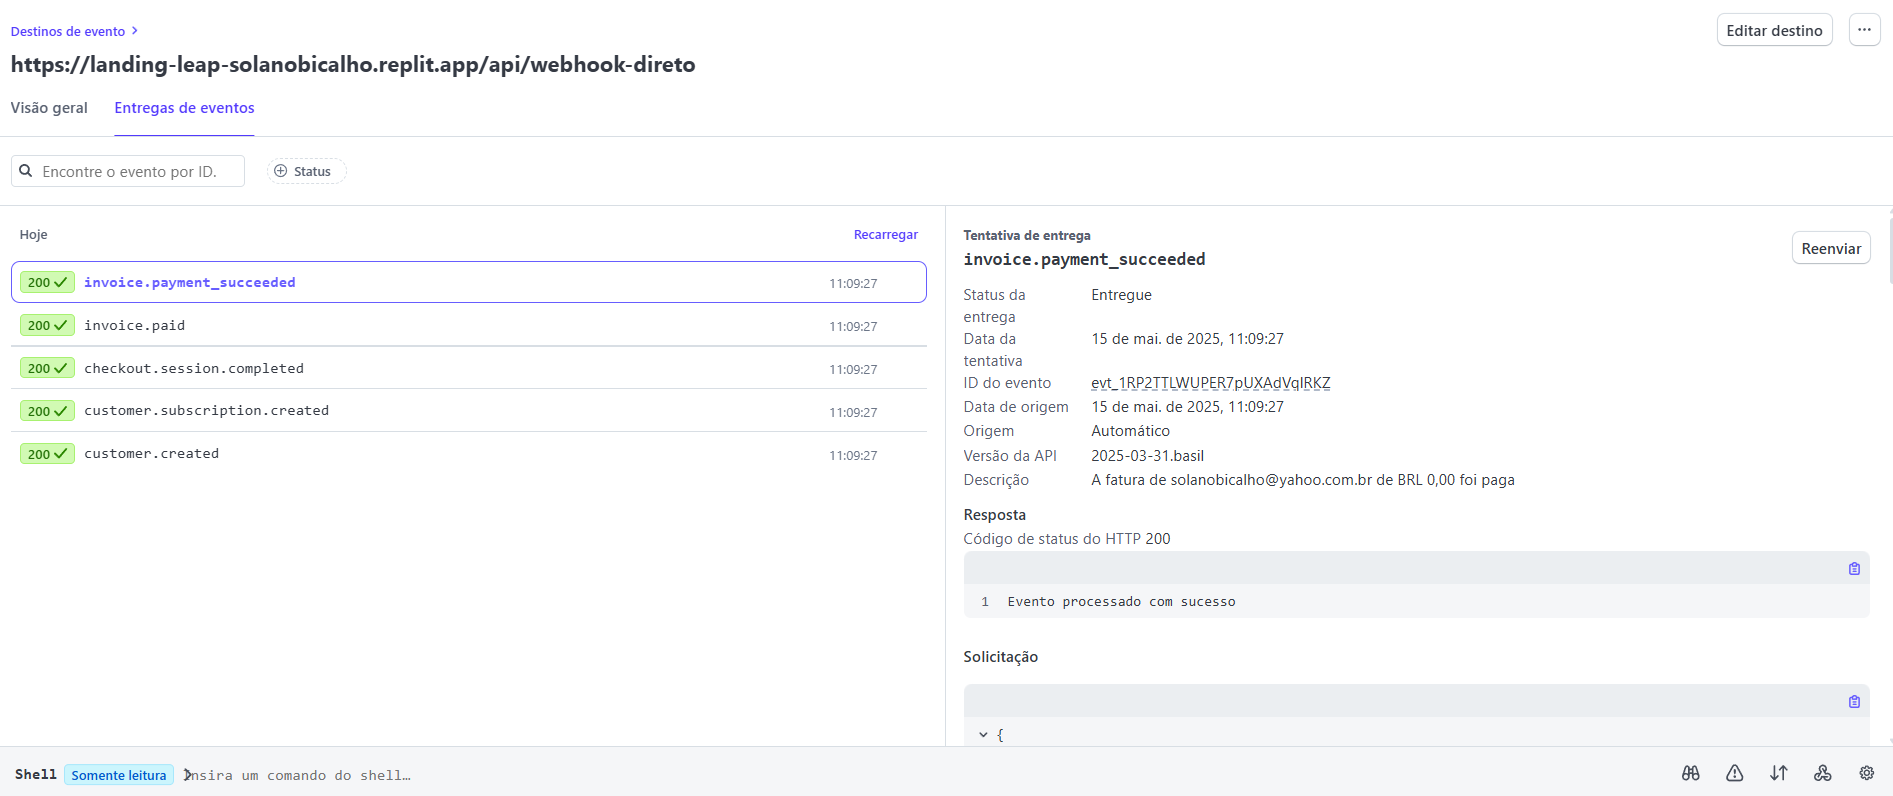 Destinos de evento
https://landing-leap-solanobicalho.replit.app/api/webhook-direto
Editar destino
...
Visão geral
Entregas de eventos
Encontre o evento por ID.
Status
Hoje
Recarregar
200 invoice.payment_succeeded 11:09:27
200 invoice.paid 11:09:27
200 checkout.session.completed 11:09:27
200 customer.subscription.created 11:09:27
200 customer.created 11:09:27
Tentativa de entrega
invoice.payment_succeeded
Reenviar
Status da entrega Entregue
Data da tentativa 15 de mai. de 2025, 11:09:27
ID do evento evt_1RP2TTLWUPER7pUXAdVqlRKZ
Data de origem 15 de mai. de 2025, 11:09:27
Origem Automático
Versão da API 2025-03-31.basil
Descrição A fatura de solanobicalho@yahoo.com.br de BRL 0,00 foi paga
Resposta
Código de status do HTTP 200
1 Evento processado com sucesso
Solicitação
{
Shell Somente leitura Insira um comando do shell…